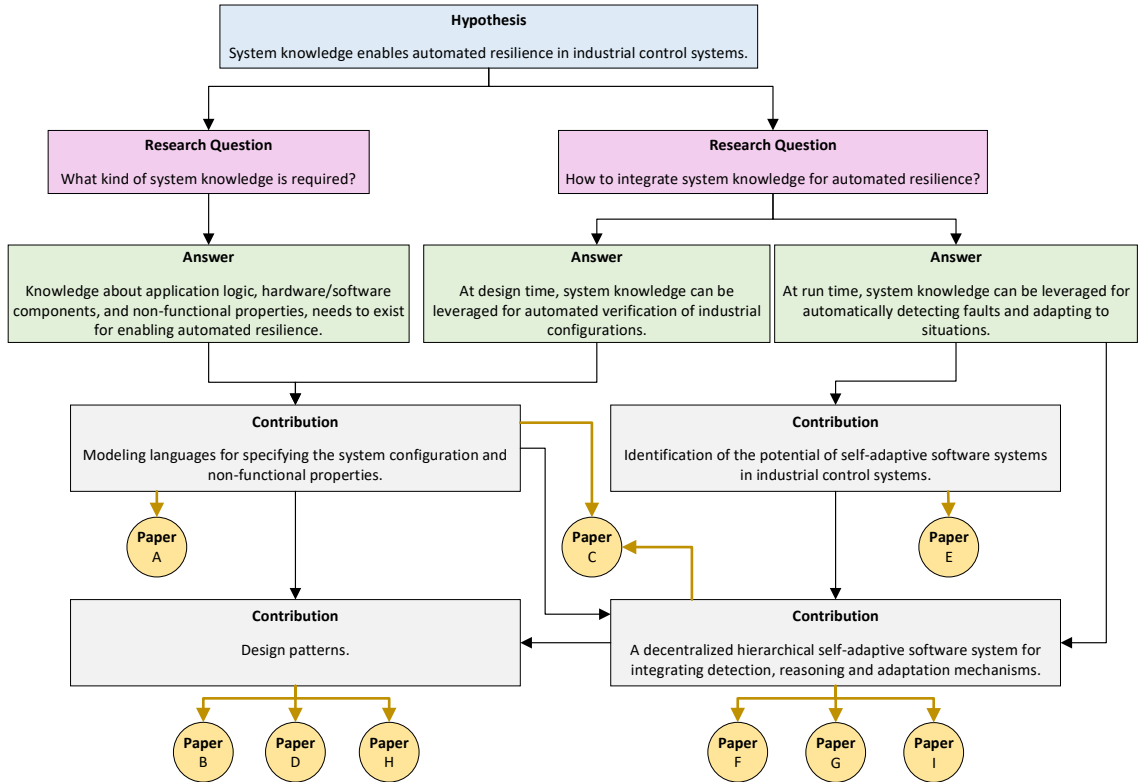 Hypothesis
System knowledge enables automated resilience in industrial control systems.
Research Question
What kind of system knowledge is required?
Research Question
How to integrate system knowledge for automated resilience?
Answer
Knowledge about application logic, hardware/software
components, and non-functional properties, needs to exist
for enabling automated resilience.
Answer
At design time, system knowledge can be
leveraged for automated verification of industrial
configurations.
Answer
At run time, system knowledge can be leveraged for
automatically detecting faults and adapting to
situations.
Contribution
Modeling languages for specifying the system configuration and
non-functional properties.
Contribution
Identification of the potential of self-adaptive software systems
in industrial control systems.
Paper
A
Paper
C
Paper
E
Contribution
Design patterns.
Contribution
A decentralized hierarchical self-adaptive software system for
integrating detection, reasoning and adaptation mechanisms.
Paper
B
Paper
D
Paper
H
Paper
F
Paper
G
Paper
I